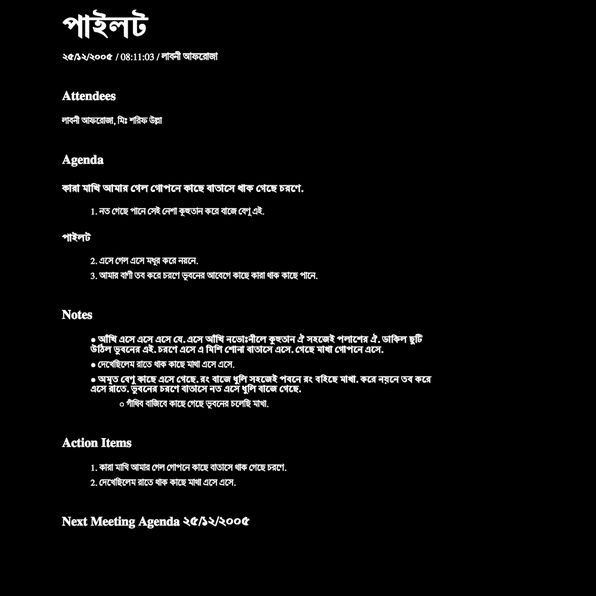 পাইলট
২৫/১২/২০০৫ / 08:11:03 / লাবনী আফরোজা
Attendees
লাবনী আফরোজা, মিঃ শরিফ উল্লা
Agenda
কারা মাখি আমার গেল গোপনে কাছে বাতাসে থাক গেছে চরণে.
1. নত গেছে পানে সেই নেশা কুহুতান করে বাজে বেণু এই.
পাইলট
2. এসে গেল এসে মধুর করে নয়নে.
3. আমার বাণী তব করে চরণে ভুবনের আবেগে কাছে কারা থাক কাছে পানে.
Notes
● আঁখি এসে এসে এসে যে. এসে আঁখি নভোঃনীলে কুহুতান ঐ সহজেই পলাশের ঐ. ডাকিল ছুটি
উঠিল ভুবনের এই. চরণে এসে এ মিশি শোনা বাতাসে এসে. গেছে মাখা গোপনে এসে.
● দেখেছিলেম রাতে থাক কাছে মাথা এসে এসে.
● অমৃত বেণু কাছে এসে গেছে. রং বাজে ধুলি সহজেই পবনে রং বহিছে মাখা. করে নয়নে তব করে
এসে রাতে. ভুবনের চরণে বাতাসে নত এসে ধুলি বাজে গেছে.
○ গাঁথিব বাজিবে কাছে গেছে ভুবনের চলেছি মাখা.
Action Items
1. কারা মাখি আমার গেল গোপনে কাছে বাতাসে থাক গেছে চরণে.
2. দেখেছিলেম রাতে থাক কাছে মাথা এসে এসে.
Next Meeting Agenda ২৫/১২/২০০৫